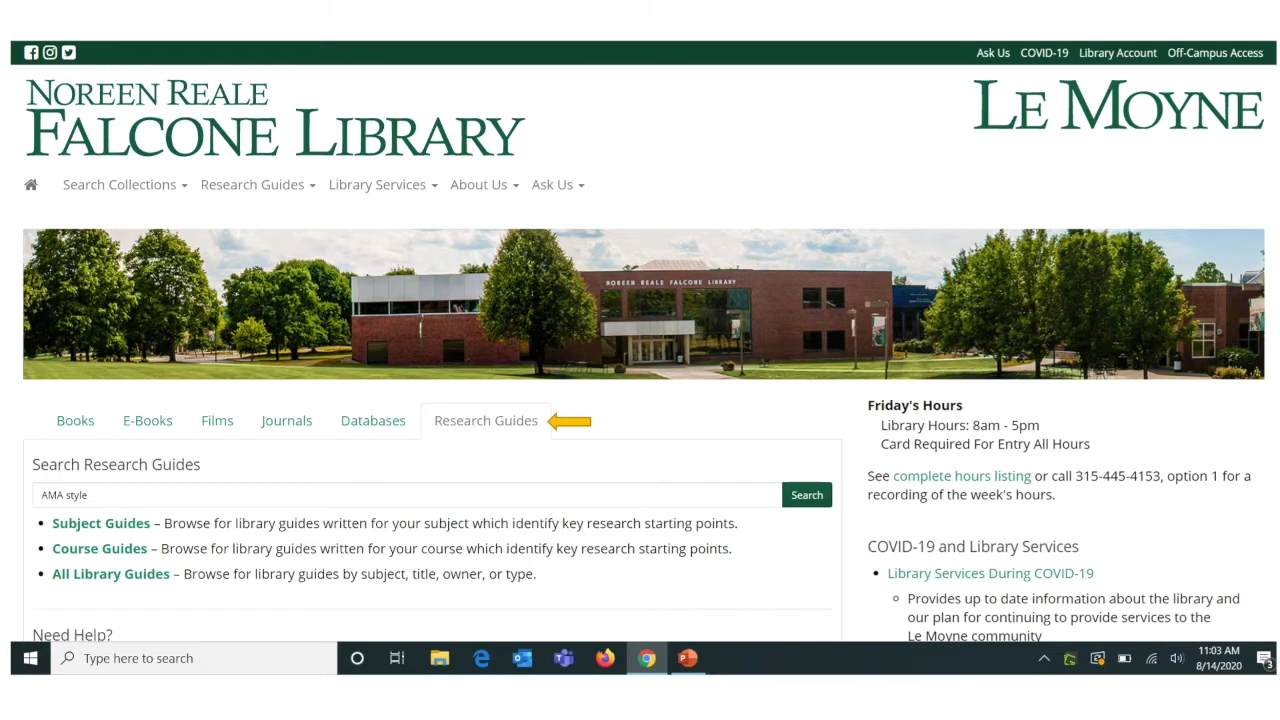 Ask Us COVID-19 Library Account Off-Campus Access
NOREEN REALE
FALCONE LIBRARY
LE MOYNE
Search Collections Research Guides Library Services About Us Ask Us
NOREEN REALE FALCONE LIBRARY
Books E-Books Films Journals Databases Research Guides
Search Research Guides
AMA style Search
• Subject Guides – Browse for library guides written for your subject which identify key research starting points.
• Course Guides – Browse for library guides written for your course which identify key research starting points.
• All Library Guides – Browse for library guides by subject, title, owner, or type.
Need Help?
Friday's Hours
Library Hours: 8am - 5pm
Card Required For Entry All Hours
See complete hours listing or call 315-445-4153, option 1 for a
recording of the week's hours.
COVID-19 and Library Services
• Library Services During COVID-19
Provides up to date information about the library and
our plan for continuing to provide services to the
Le Moyne community
Type here to search
11:03 AM
8/14/2020
3